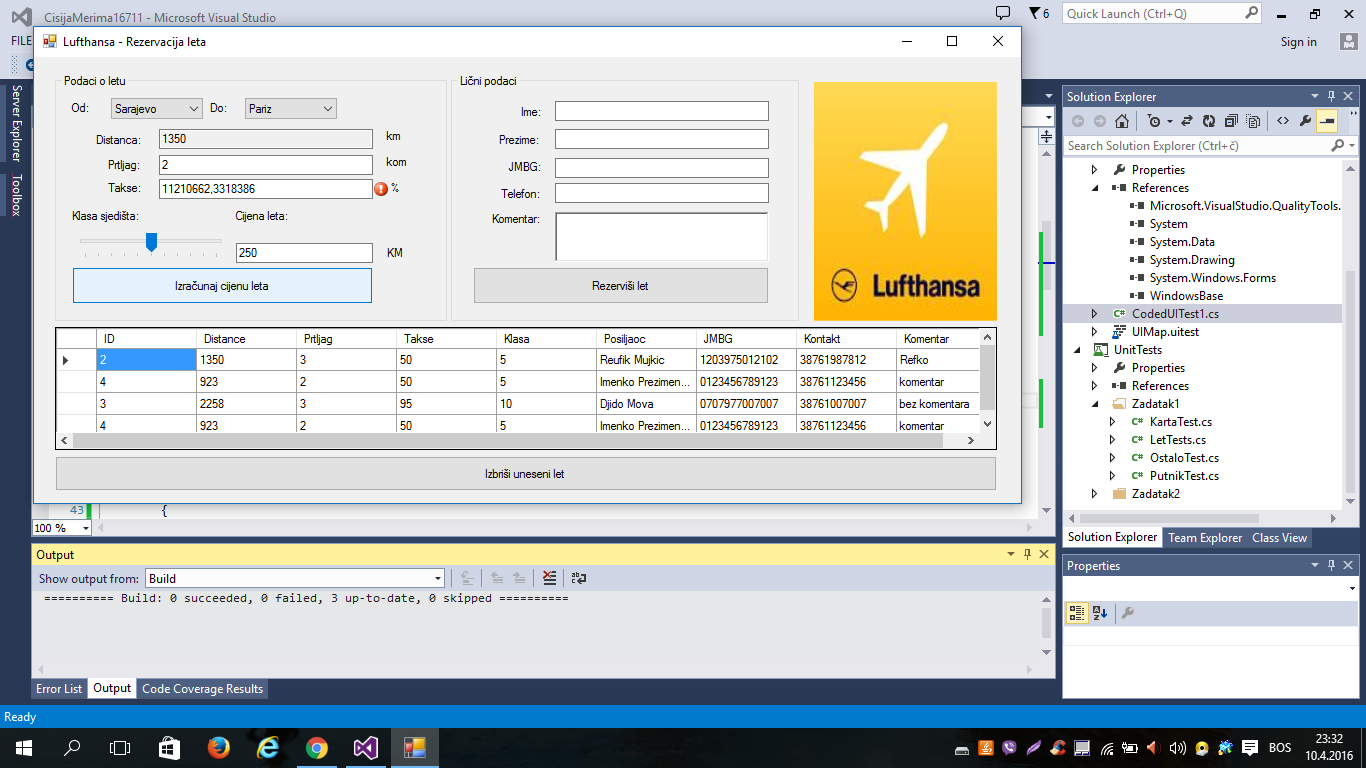 CisijaMerima16711 - Microsoft Visual Studio
6
Quick Launch (Ctrl+Q)
FILE
Sign in
Lufthansa - Rezervacija leta
Server Explorer
Toolbox
Podaci o letu
Od:
Sarajevo
Do:
Pariz
Distanca:
1350
km
Prtljag:
2
kom
Takse:
11210662,3318386
%
Klasa sjedišta:
Cijena leta:
250
KM
Izračunaj cijenu leta
Lični podaci
Ime:
Prezime:
JMBG:
Telefon:
Komentar:
Rezerviši let
Lufthansa
ID Distance Prtljag Takse Klasa Posiljaoc JMBG Kontakt Komentar
2 1350 3 50 5 Reufik Mujkic 1203975012102 38761987812 Refko
4 923 2 50 5 Imenko Prezimen... 0123456789123 38761123456 komentar
3 2258 3 95 10 Djido Mova 0707977007007 38761007007 bez komentara
4 923 2 50 5 Imenko Prezimen... 0123456789123 38761123456 komentar
Izbriši uneseni let
43 {
100 %
Output
Show output from: Build
========== Build: 0 succeeded, 0 failed, 3 up-to-date, 0 skipped ==========
Error List Output Code Coverage Results
Solution Explorer
Search Solution Explorer (Ctrl+č)
Properties
References
Microsoft.VisualStudio.QualityTools.
System
System.Data
System.Drawing
System.Windows.Forms
WindowsBase
CodedUITest1.cs
UIMap.uitest
UnitTests
Properties
References
Zadatak1
KartaTest.cs
LetTests.cs
OstaloTest.cs
PutnikTest.cs
Zadatak2
Solution Explorer Team Explorer Class View
Properties
Ready
BOS
23:32
10.4.2016